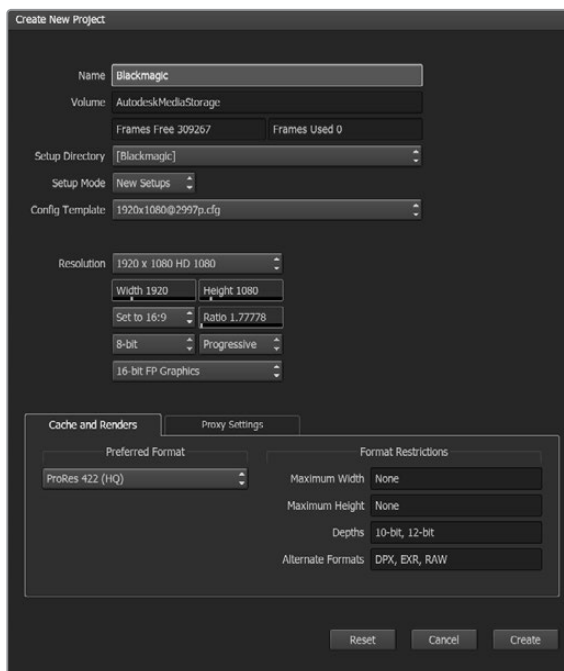 Create New Project
Name Blackmagic
Volume AutodeskMediaStorage
Frames Free 309267 Frames Used 0
Setup Directory [Blackmagic]
Setup Mode New Setups
Config Template 1920x1080@2997p.cfg
Resolution 1920 x 1080 HD 1080
Width 1920 Height 1080
Set to 16:9 Ratio 1.77778
8-bit Progressive
16-bit FP Graphics
Cache and Renders Proxy Settings
Preferred Format Format Restrictions
ProRes 422 (HQ) Maximum Width None
Maximum Height None
Depths 10-bit, 12-bit
Alternate Formats DPX, EXR, RAW
Reset Cancel Create